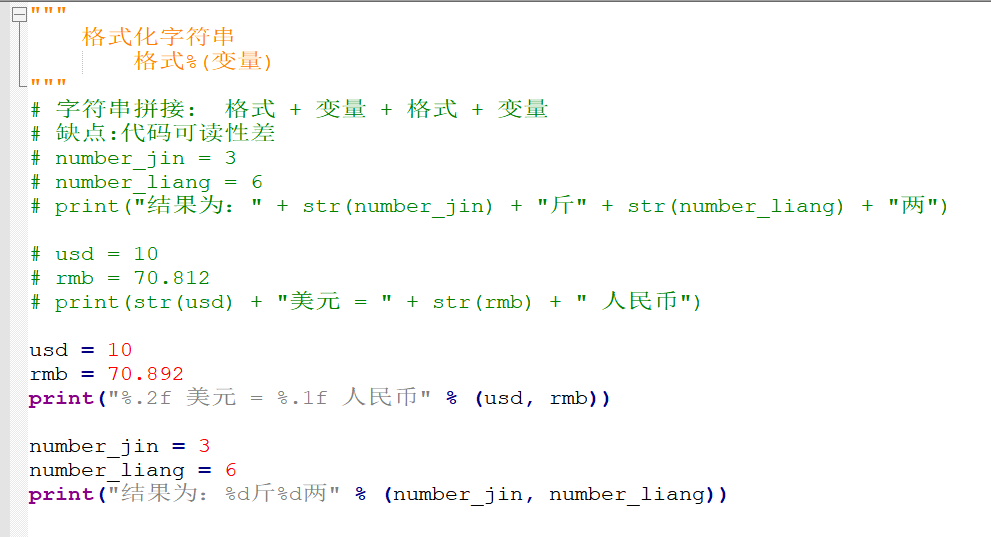 """
    格式化字符串
        格式%(变量)
"""
# 字符串拼接： 格式 + 变量 + 格式 + 变量
# 缺点:代码可读性差
# number_jin = 3
# number_liang = 6
# print("结果为：" + str(number_jin) + "斤" + str(number_liang) + "两")

# usd = 10
# rmb = 70.812
# print(str(usd) + "美元 = " + str(rmb) + " 人民币")

usd = 10
rmb = 70.892
print("%.2f 美元 = %.1f 人民币" % (usd, rmb))

number_jin = 3
number_liang = 6
print("结果为：%d斤%d两" % (number_jin, number_liang))